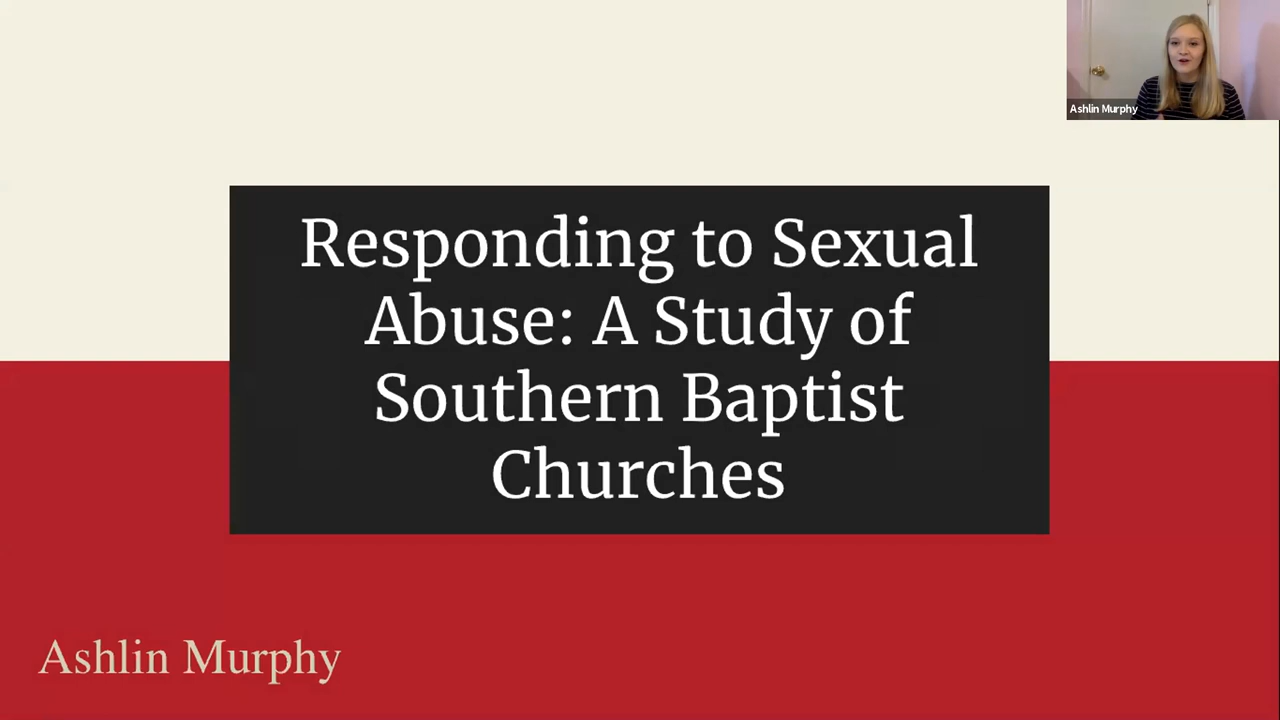 Ashlin Murphy
Responding to Sexual
Abuse: A Study of
Southern Baptist
Churches
Ashlin Murphy